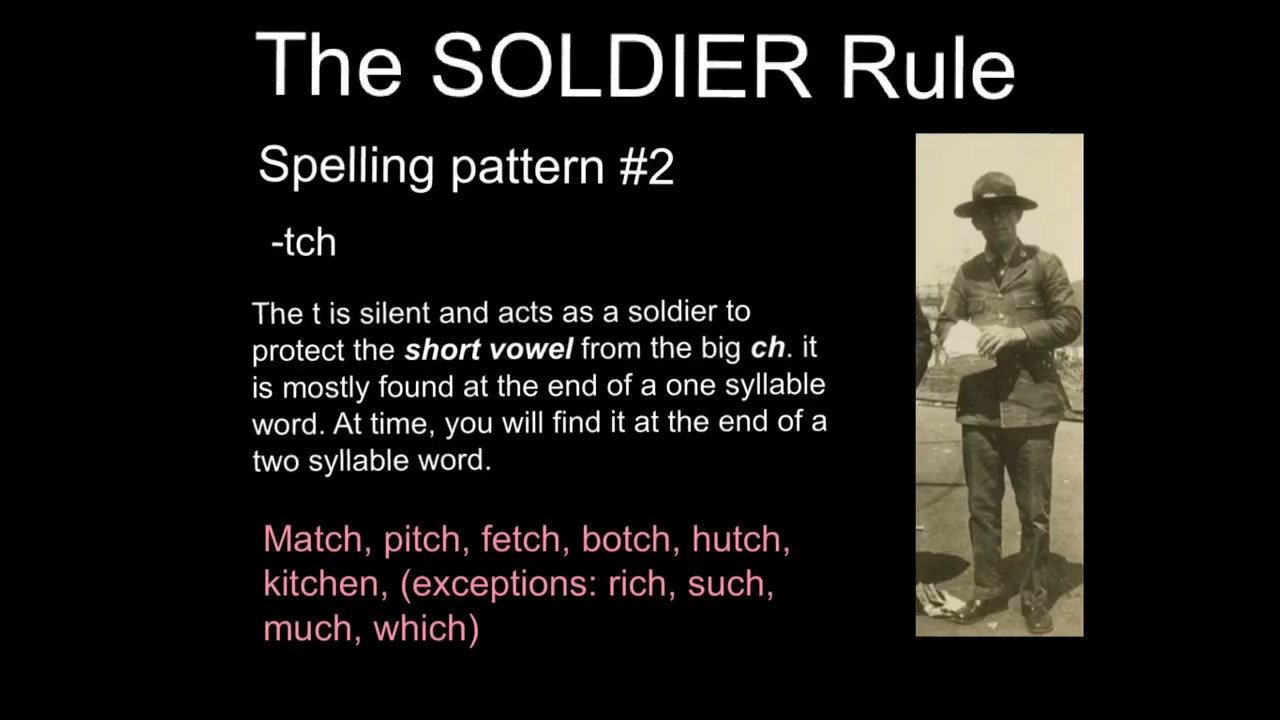 The SOLDIER Rule
Spelling pattern #2
-tch
The t is silent and acts as a soldier to
protect the short vowel from the big ch. it
is mostly found at the end of a one syllable
word. At time, you will find it at the end of a
two syllable word.
Match, pitch, fetch, botch, hutch,
kitchen, (exceptions: rich, such,
much, which)